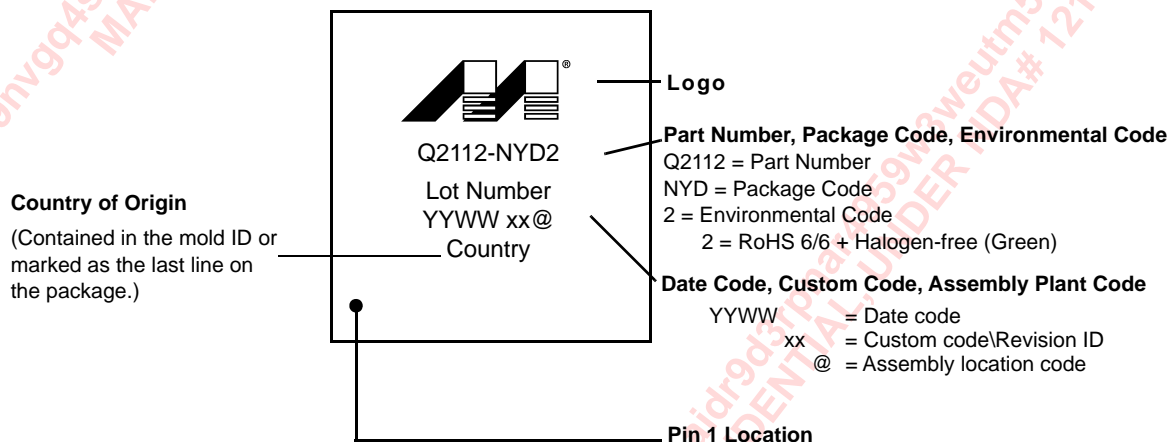 ®
Logo
Q2112-NYD2
Part Number, Package Code, Environmental Code
Q2112 = Part Number
NYD = Package Code
2 = Environmental Code
2 = RoHS 6/6 + Halogen-free (Green)
Lot Number
YYWW xx@
Country
Country of Origin
(Contained in the mold ID or
marked as the last line on
the package.)
Date Code, Custom Code, Assembly Plant Code
YYWW = Date code
xx = Custom code\Revision ID
@ = Assembly location code
Pin 1 Location